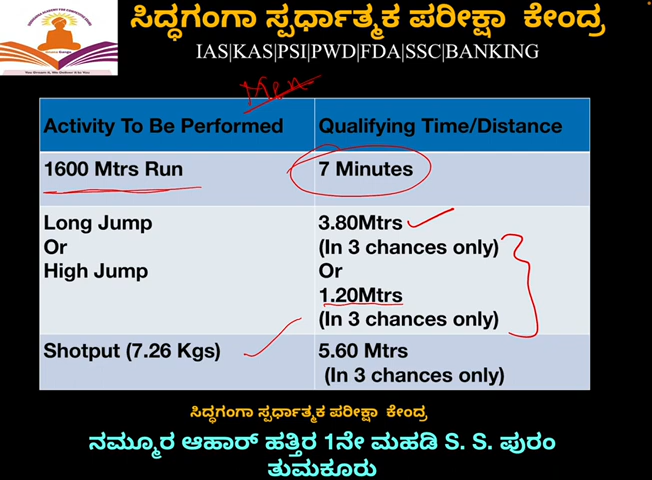 ಸಿದ್ಧಗಂಗಾ ಸ್ಪರ್ಧಾತ್ಮಕ ಪರೀಕ್ಷಾ ಕೇಂದ್ರ
IAS|KAS|PSI|PWD|FDA|SSC|BANKING
Men
Activity To Be Performed Qualifying Time/Distance
1600 Mtrs Run 7 Minutes
Long Jump 3.80Mtrs
Or (In 3 chances only)
High Jump Or
1.20Mtrs
(In 3 chances only)
Shotput (7.26 Kgs) 5.60 Mtrs
(In 3 chances only)
ಸಿದ್ಧಗಂಗಾ ಸ್ಪರ್ಧಾತ್ಮಕ ಪರೀಕ್ಷಾ ಕೇಂದ್ರ
ನಮ್ಮೂರ ಆಹಾರ್ ಹತ್ತಿರ 1ನೇ ಮಹಡಿ S. S. ಪುರಂ
ತುಮಕೂರು